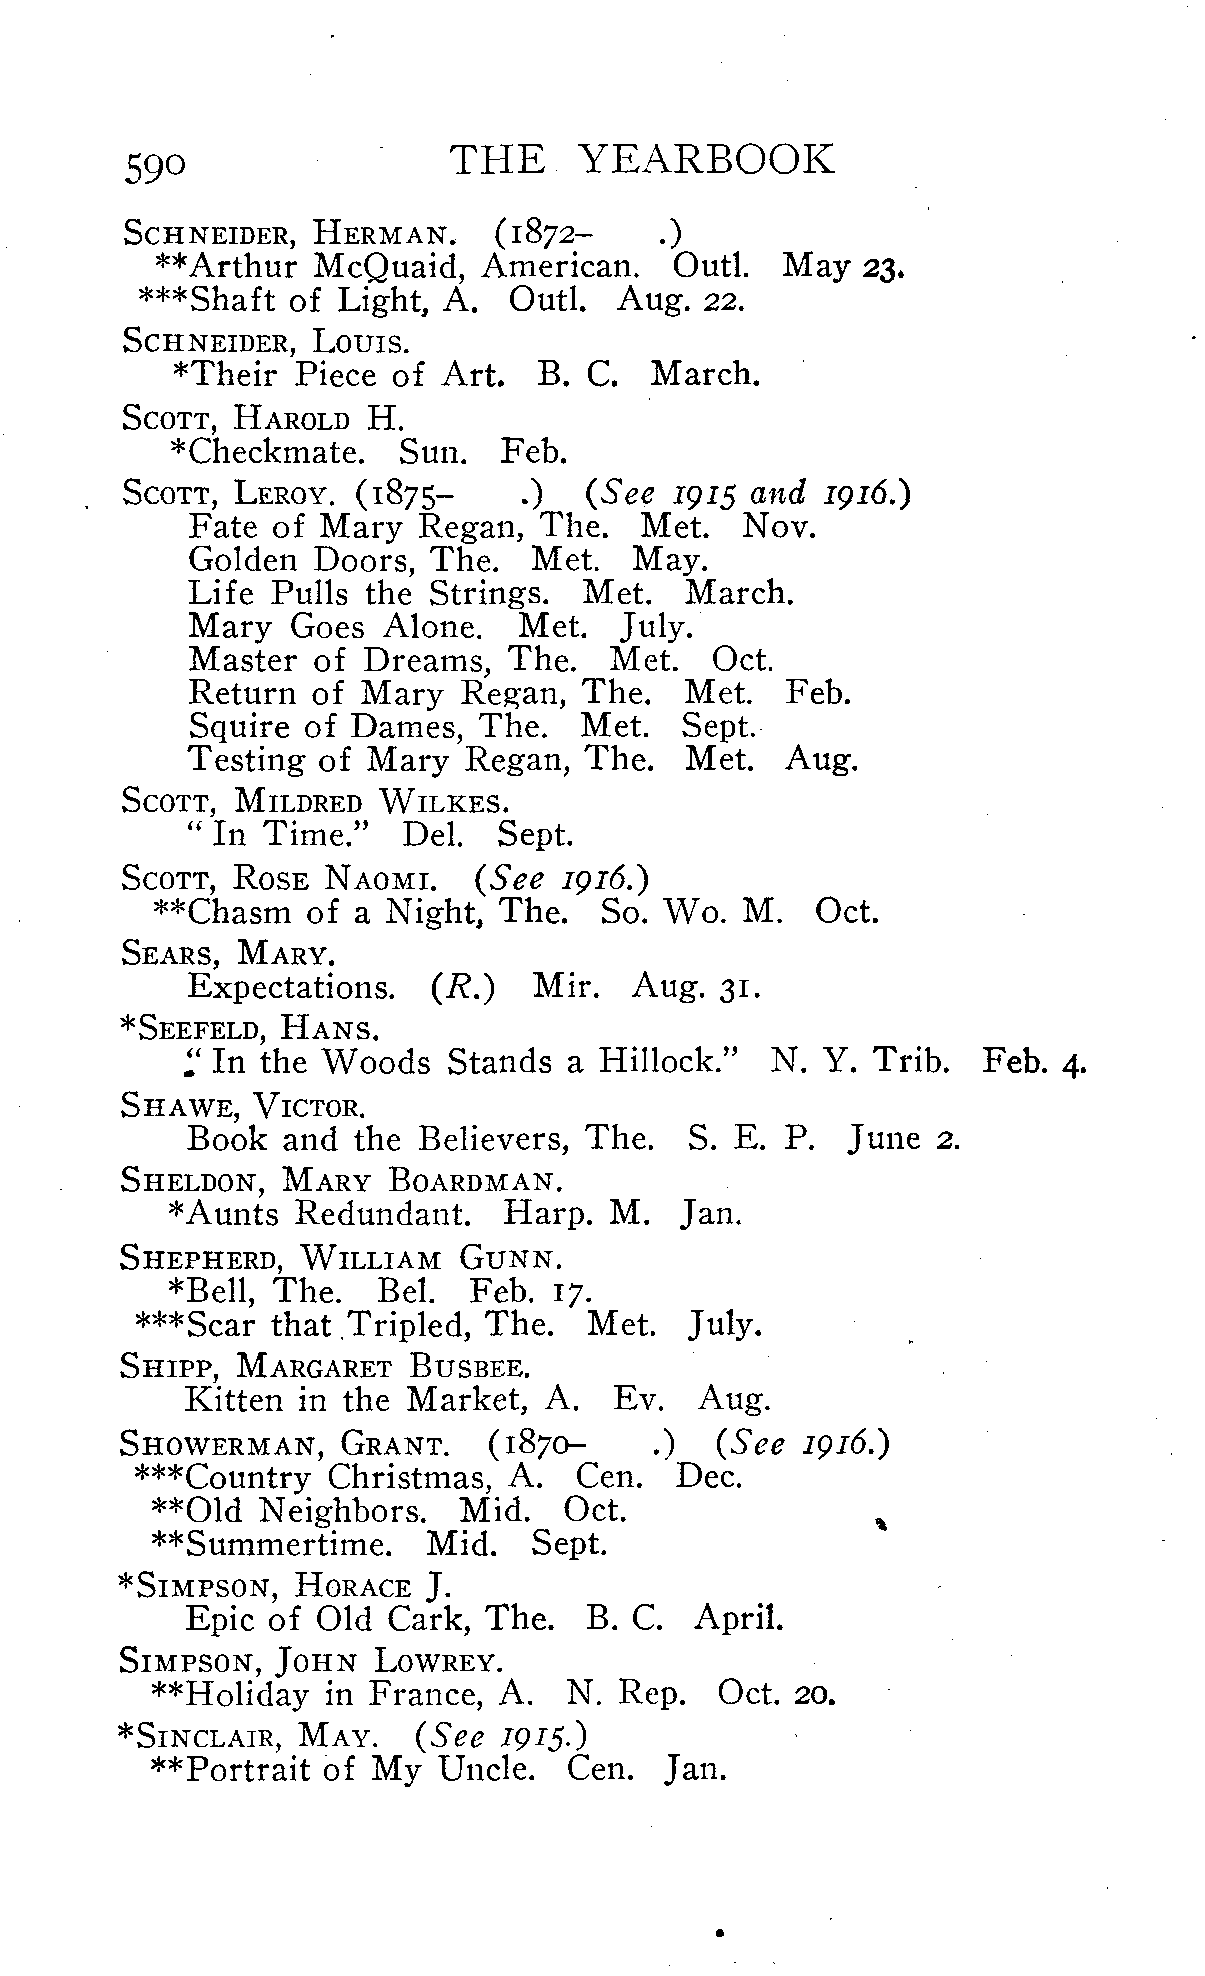 590 THE YEARBOOK
SCHNEIDER, HERMAN. (1872– .)
**Arthur McQuaid, American. Outl. May 23.
***Shaft of Light, A. Outl. Aug. 22.
SCHNEIDER, LOUIS.
*Their Piece of Art. B. C. March.
SCOTT, HAROLD H.
*Checkmate. Sun. Feb.
SCOTT, LEROY. (1875– .) (See 1915 and 1916.)
Fate of Mary Regan, The. Met. Nov.
Golden Doors, The. Met. May.
Life Pulls the Strings. Met. March.
Mary Goes Alone. Met. July.
Master of Dreams, The. Met. Oct.
Return of Mary Regan, The. Met. Feb.
Squire of Dames, The. Met. Sept.
Testing of Mary Regan, The. Met. Aug.
SCOTT, MILDRED WILKES.
“ In Time.” Del. Sept.
SCOTT, ROSE NAOMI. (See 1916.)
**Chasm of a Night, The. So. Wo. M. Oct.
SEARS, MARY.
Expectations. (R.) Mir. Aug. 31.
*SEEFELD, HANS.
“ In the Woods Stands a Hillock.” N. Y. Trib. Feb. 4.
SHAWE, VICTOR.
Book and the Believers, The. S. E. P. June 2.
SHELDON, MARY BOARDMAN.
*Aunts Redundant. Harp. M. Jan.
SHEPHERD, WILLIAM GUNN.
*Bell, The. Bel. Feb. 17.
***Scar that Tripled, The. Met. July.
SHIPP, MARGARET BUSBEE.
Kitten in the Market, A. Ev. Aug.
SHOWERMAN, GRANT. (1870– .) (See 1916.)
***Country Christmas, A. Cen. Dec.
**Old Neighbors. Mid. Oct.
**Summertime. Mid. Sept.
*SIMPSON, HORACE J.
Epic of Old Cark, The. B. C. April.
SIMPSON, JOHN LOWREY.
**Holiday in France, A. N. Rep. Oct. 20.
*SINCLAIR, MAY. (See 1915.)
**Portrait of My Uncle. Cen. Jan.